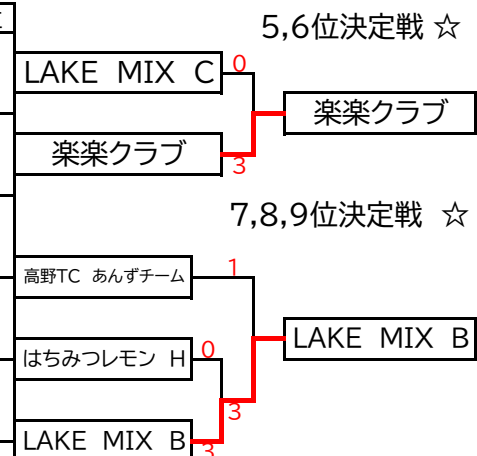 5,6位決定戦 ☆
LAKE MIX C
0
楽楽クラブ
楽楽クラブ
3
7,8,9位決定戦 ☆
高野TC あんずチーム
1
LAKE MIX B
はちみつレモン H
0
3
LAKE MIX B
3